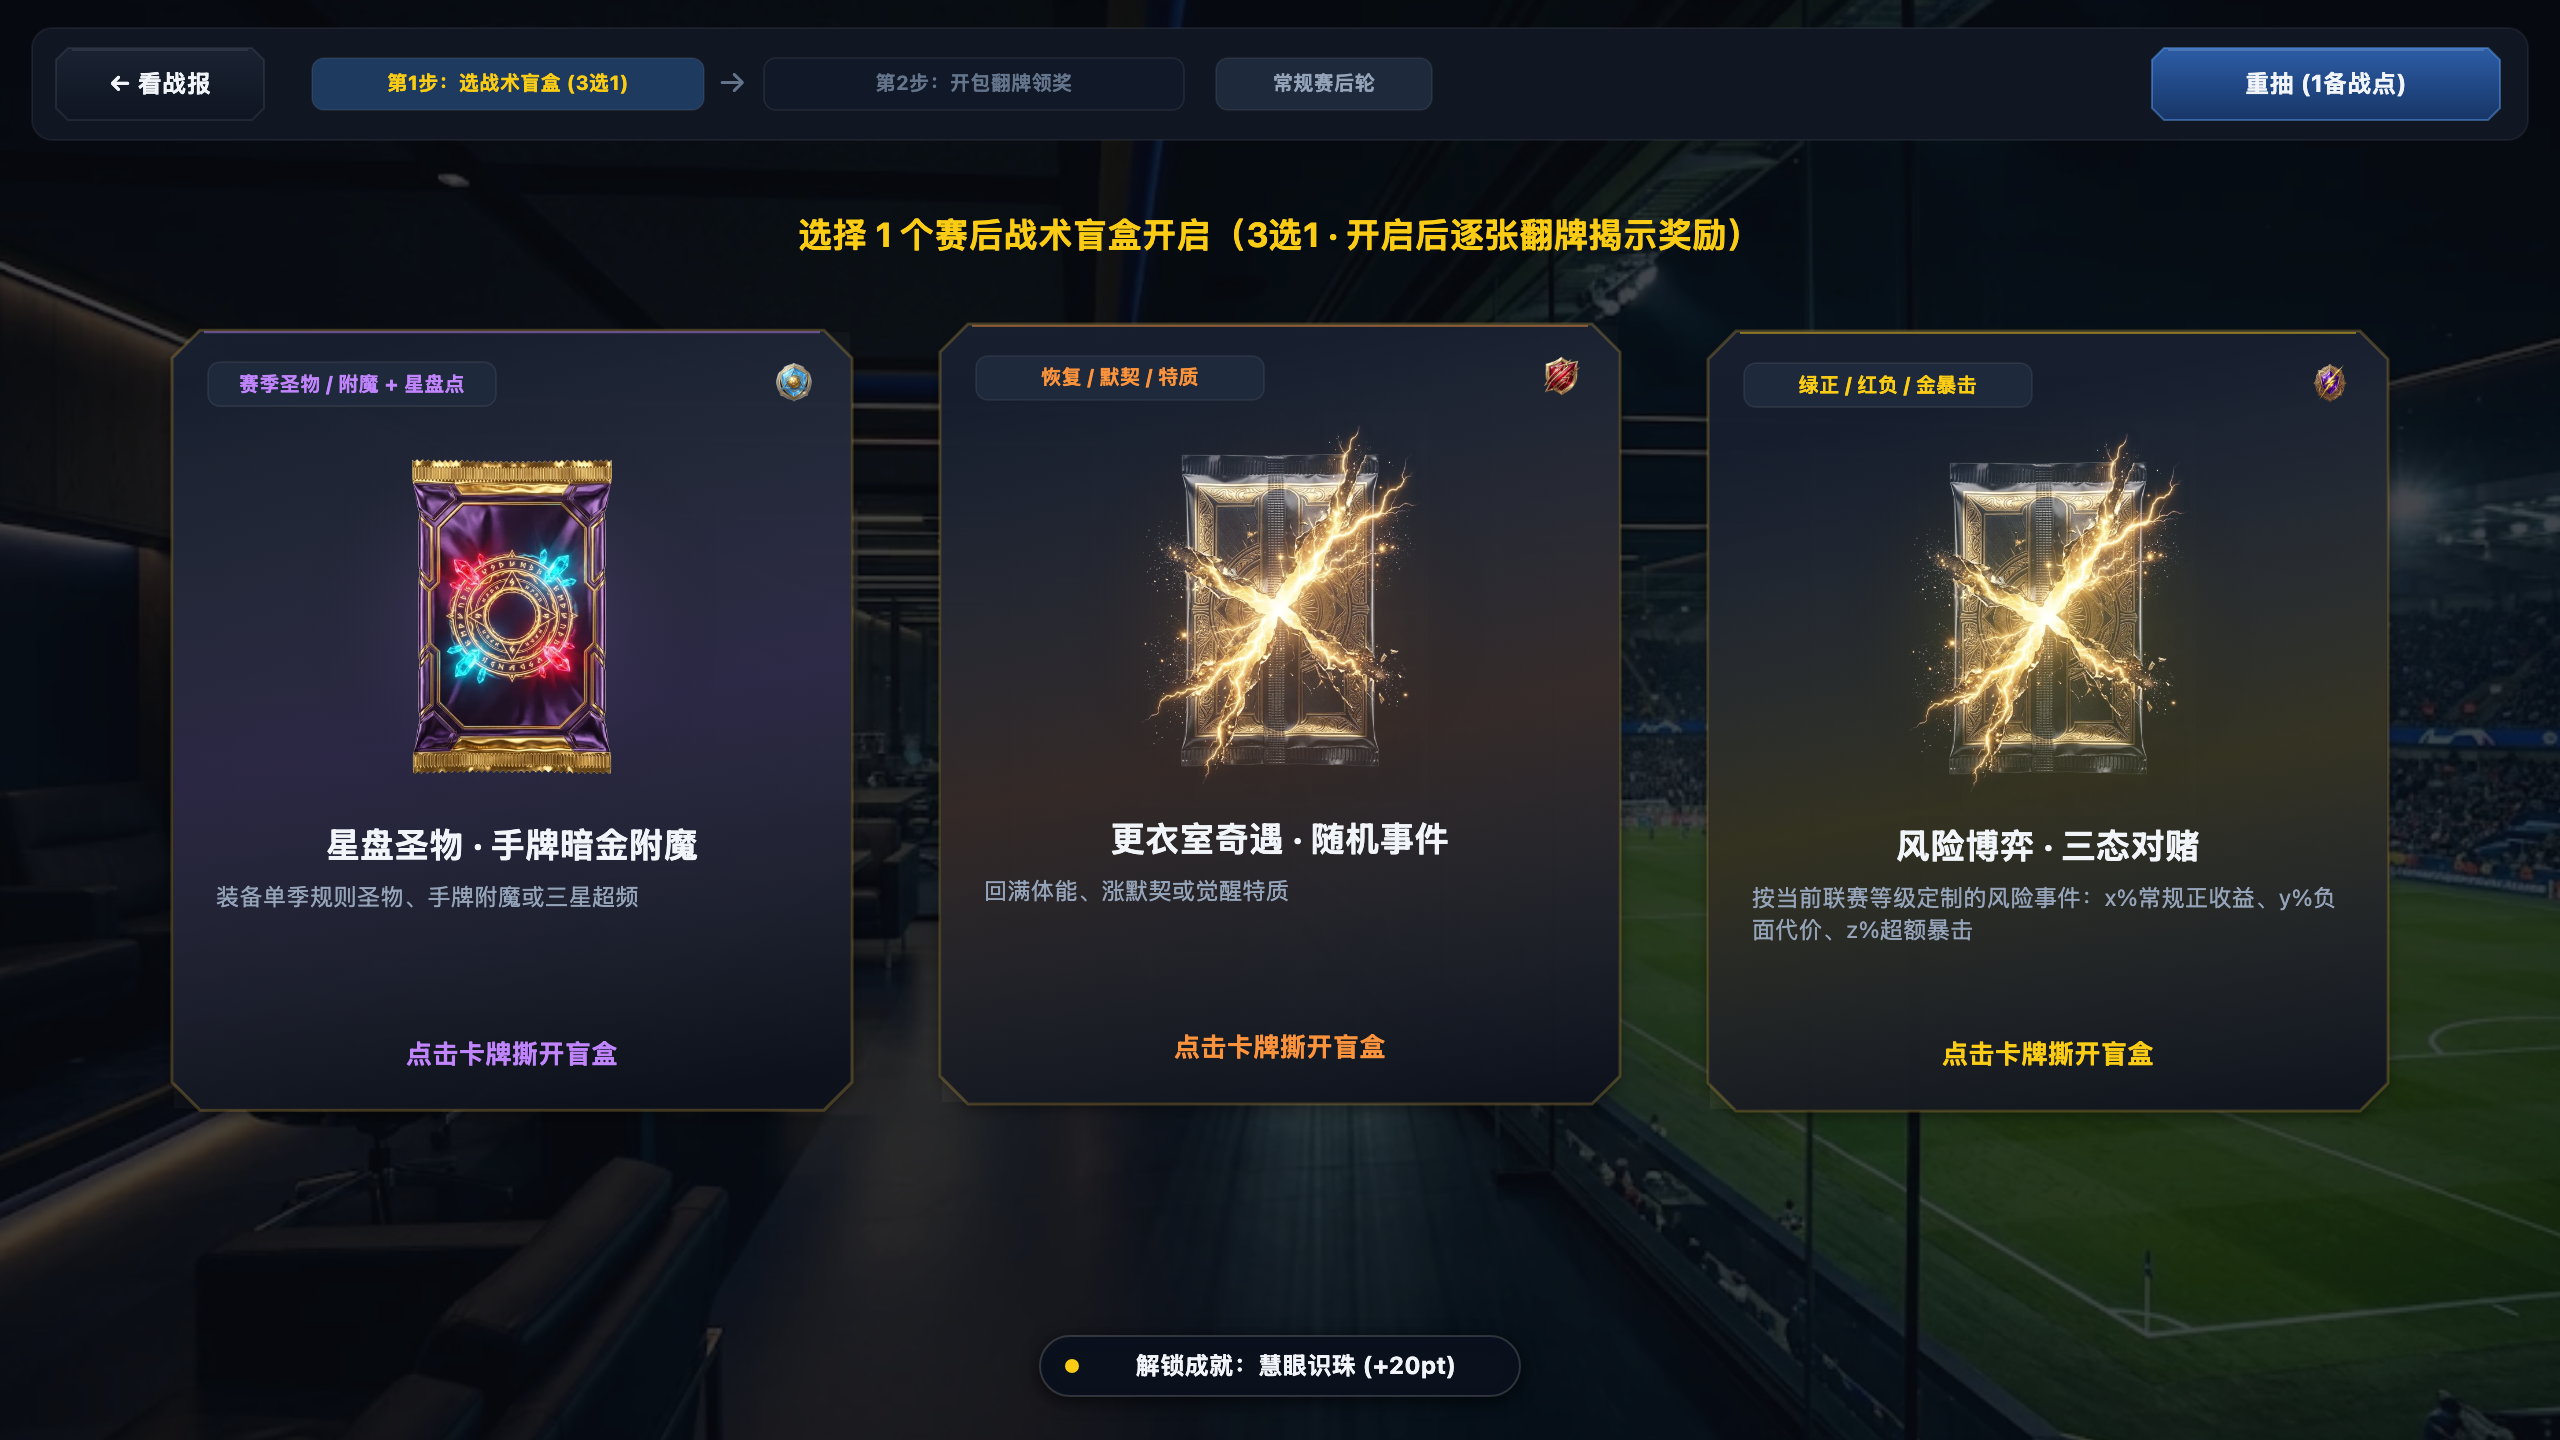 ← 看战报
第1步：选战术盲盒 (3选1)
→
第2步：开包翻牌领奖
常规赛后轮
重抽 (1备战点)
选择 1 个赛后战术盲盒开启（3选1 · 开启后逐张翻牌揭示奖励）
赛季圣物 / 附魔 + 星盘点
星盘圣物 · 手牌暗金附魔
装备单季规则圣物、手牌附魔或三星超频
点击卡牌撕开盲盒
恢复 / 默契 / 特质
更衣室奇遇 · 随机事件
回满体能、涨默契或觉醒特质
点击卡牌撕开盲盒
绿正 / 红负 / 金暴击
风险博弈 · 三态对赌
按当前联赛等级定制的风险事件：x%常规正收益、y%负
面代价、z%超额暴击
点击卡牌撕开盲盒
解锁成就：慧眼识珠 (+20pt)